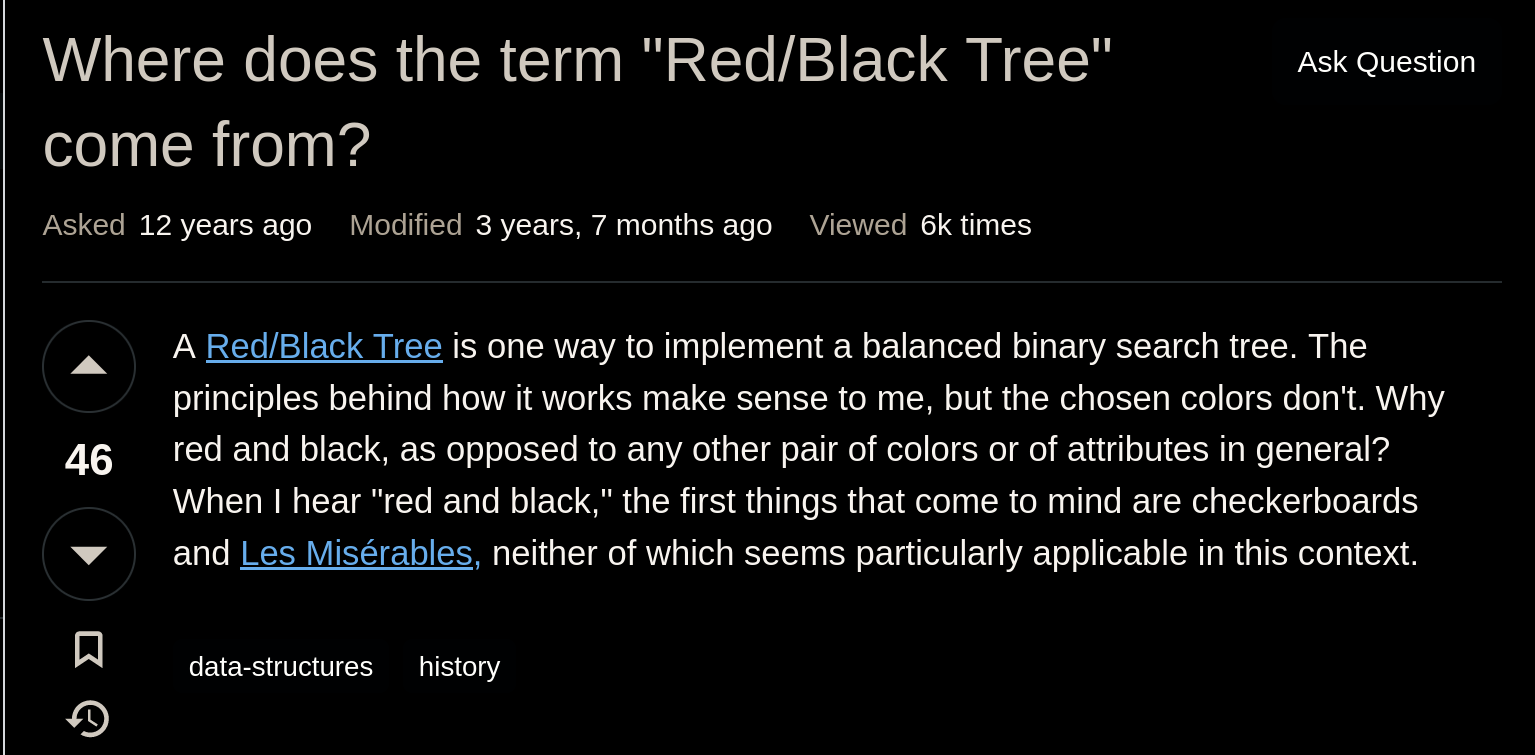 Where does the term "Red/Black Tree"
come from?
Ask Question
Asked 12 years ago Modified 3 years, 7 months ago Viewed 6k times
A Red/Black Tree is one way to implement a balanced binary search tree. The
principles behind how it works make sense to me, but the chosen colors don't. Why
red and black, as opposed to any other pair of colors or of attributes in general?
When I hear "red and black," the first things that come to mind are checkerboards
and Les Misérables, neither of which seems particularly applicable in this context.
46
data-structures history